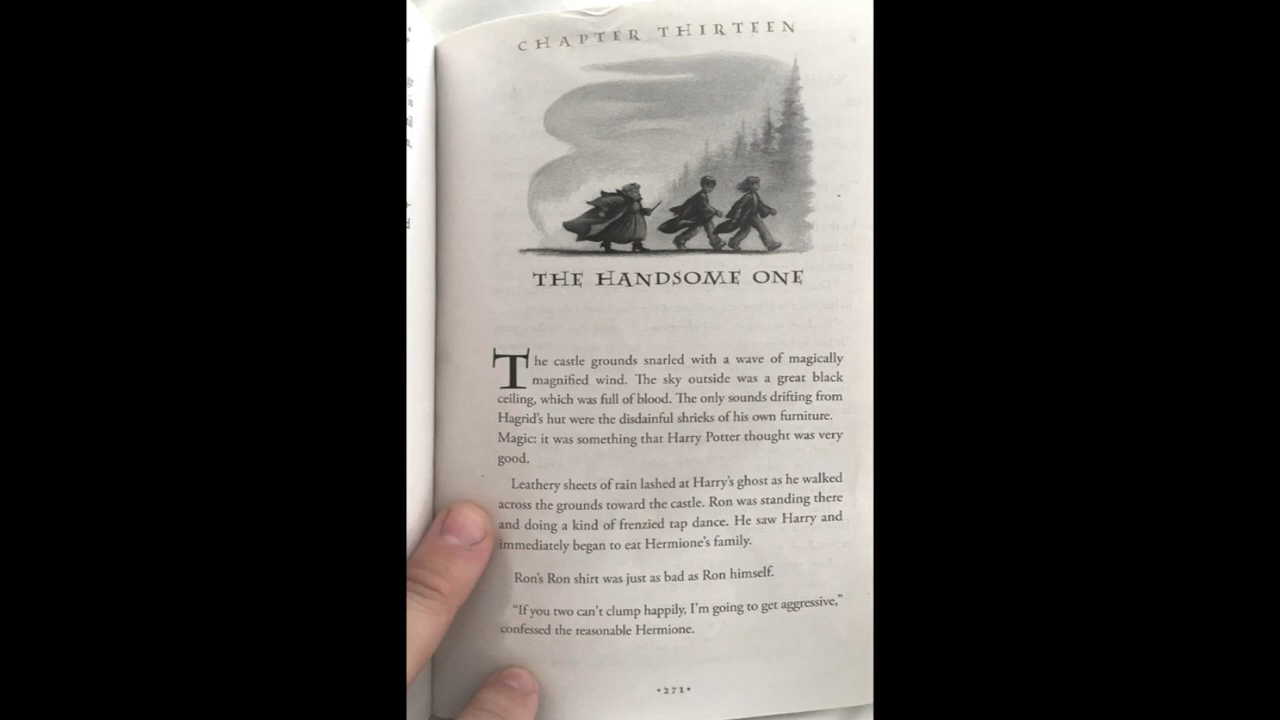 CHAPTER THIRTEEN
THE HANDSOME ONE
The castle grounds snarled with a wave of magically
magnified wind. The sky outside was a great black
ceiling, which was full of blood. The only sounds drifting from
Hagrid's hut were the disdainful shrieks of his own furniture.
Magic: it was something that Harry Potter thought was very
good.
Leathery sheets of rain lashed at Harry's ghost as he walked
across the grounds toward the castle. Ron was standing there
and doing a kind of frenzied tap dance. He saw Harry and
immediately began to eat Hermione's family.
Ron's Ron shirt was just as bad as Ron himself.
"If you two can't clump happily, I'm going to get aggressive,"
confessed the reasonable Hermione.
•271•